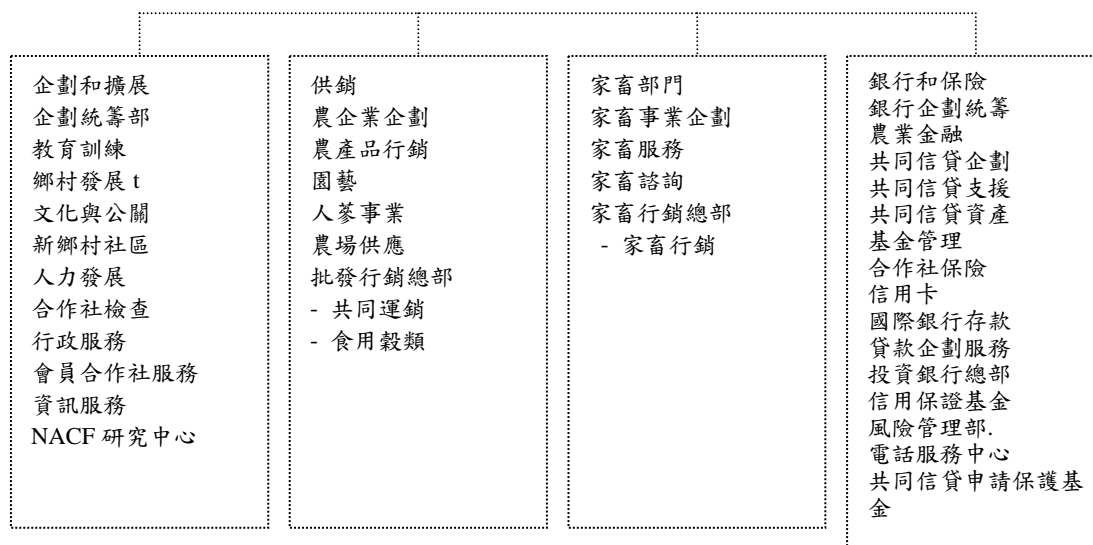 企劃和擴展
企劃統籌部
教育訓練
鄉村發展 t
文化與公關
新鄉村社區
人力發展
合作社檢查
行政服務
會員合作社服務
資訊服務
NACF 研究中心
供銷
農企業企劃
農產品行銷
園藝
人蔘事業
農場供應
批發行銷總部
- 共同運銷
- 食用穀類
家畜部門
家畜事業企劃
家畜服務
家畜諮詢
家畜行銷總部
- 家畜行銷
銀行和保險
銀行企劃統籌
農業金融
共同信貸企劃
共同信貸支援
共同信貸資產
基金管理
合作社保險
信用卡
國際銀行存款
貸款企劃服務
投資銀行總部
信用保證基金
風險管理部.
電話服務中心
共同信貸申請保護基
金